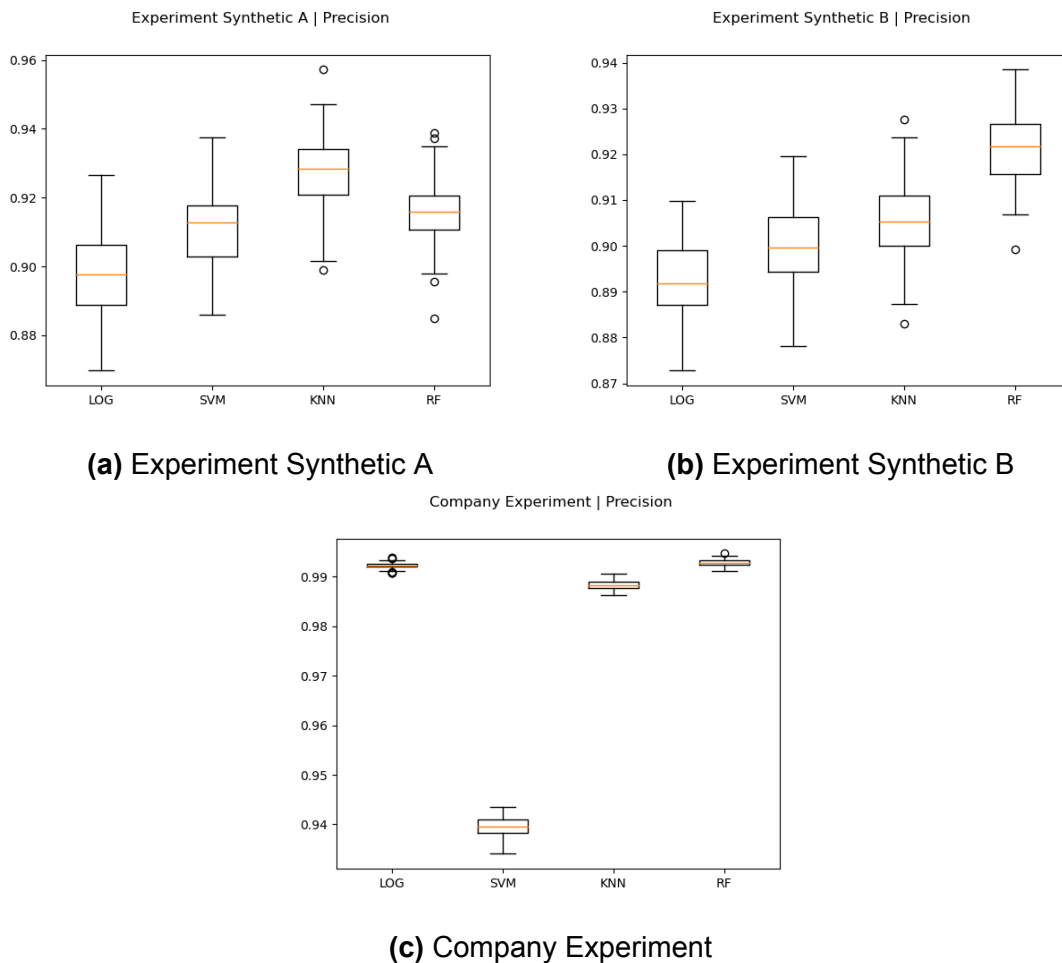 Experiment Synthetic A | Precision
0.96
0.94
0.92
0.90
0.88
LOG SVM KNN RF
(a) Experiment Synthetic A
Experiment Synthetic B | Precision
0.94
0.93
0.92
0.91
0.90
0.89
0.88
0.87
LOG SVM KNN RF
(b) Experiment Synthetic B
Company Experiment | Precision
0.99
0.98
0.97
0.96
0.95
0.94
LOG SVM KNN RF
(c) Company Experiment